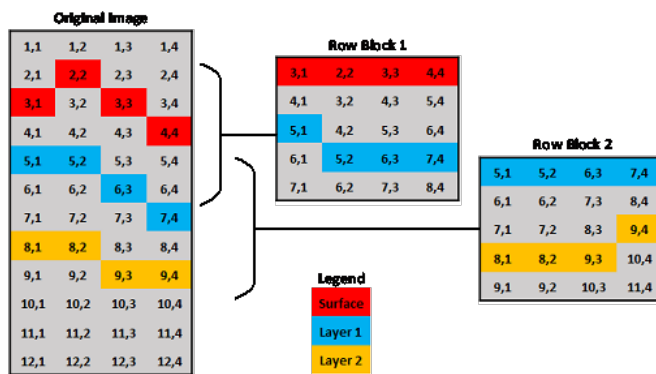 Original Image
1,1 1,2 1,3 1,4
2,1 2,2 2,3 2,4
3,1 3,2 3,3 3,4
4,1 4,2 4,3 4,4
5,1 5,2 5,3 5,4
6,1 6,2 6,3 6,4
7,1 7,2 7,3 7,4
8,1 8,2 8,3 8,4
9,1 9,2 9,3 9,4
10,1 10,2 10,3 10,4
11,1 11,2 11,3 11,4
12,1 12,2 12,3 12,4
Row Block 1
3,1 2,2 3,3 4,4
4,1 3,2 4,3 5,4
5,1 4,2 5,3 6,4
6,1 5,2 6,3 7,4
7,1 6,2 7,3 8,4
Row Block 2
5,1 5,2 6,3 7,4
6,1 6,2 7,3 8,4
7,1 7,2 8,3 9,4
8,1 8,2 9,3 10,4
9,1 9,2 10,3 11,4
Legend
Surface
Layer 1
Layer 2